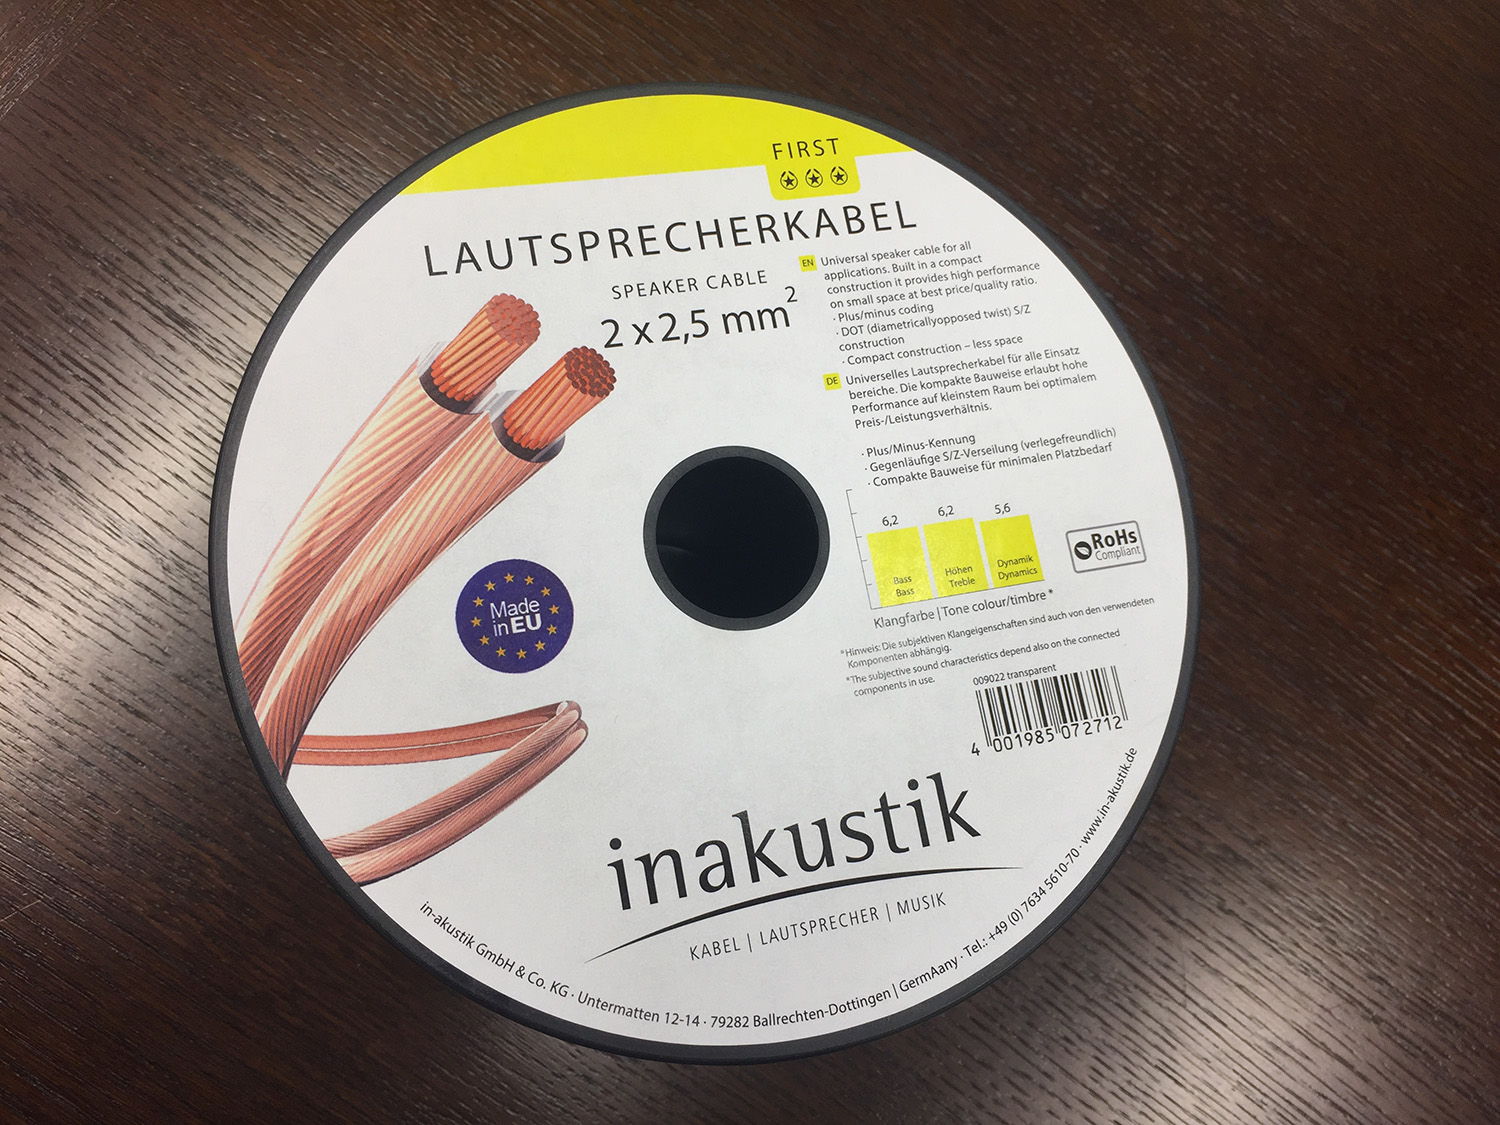 FIRST
LAUTSPRECHERKABEL
SPEAKER CABLE
2 x 2,5 mm²
EN Universal speaker cable for all
applications. Built in a compact
construction it provides high performance
on small space at best price/quality ratio.
· Plus/minus coding
· DOT (diametricallyopposed twist) S/Z
construction
· Compact construction – less space
DE Universelles Lautsprecherkabel für alle Einsatz
bereiche. Die kompakte Bauweise erlaubt hohe
Performance auf kleinstem Raum bei optimalem
Preis-/Leistungsverhältnis.
· Plus/Minus-Kennung
· Gegenläufige S/Z-Verseilung (verlegefreundlich)
· Compakte Bauweise für minimalen Platzbedarf
6,2 6,2 5,6
Bass Höhen Dynamik
Bass Treble Dynamics
Klangfarbe | Tone colour/timbre *
RoHs
Compliant
Made
in EU
*Hinweis: Die subjektiven Klangeigenschaften sind auch von den verwendeten
Komponenten abhängig.
*The subjective sound characteristics depend also on the connected
components in use.
009022 transparent
4 001985 072712
inakustik
KABEL | LAUTSPRECHER | MUSIK
in-akustik GmbH & Co. KG · Untermatten 12-14 · 79282 Ballrechten-Dottingen | GermAany · Tel.: +49 (0) 7634 5610-70 · www.in-akustik.de